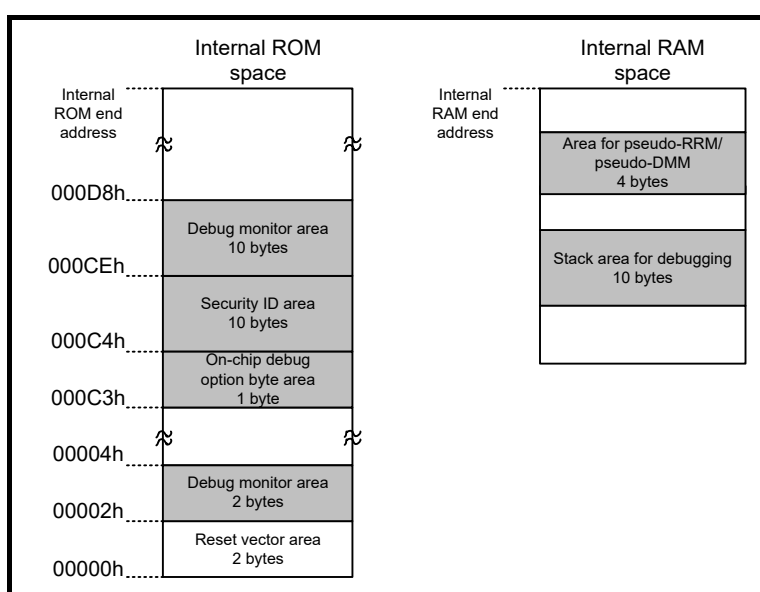 Internal ROM
space
Internal
ROM end
address
000D8h
Debug monitor area
10 bytes
000CEh
Security ID area
10 bytes
000C4h
On-chip debug
option byte area
1 byte
000C3h
00004h
Debug monitor area
2 bytes
00002h
Reset vector area
2 bytes
00000h
Internal RAM
space
Internal
RAM end
address
Area for pseudo-RRM/
pseudo-DMM
4 bytes
Stack area for debugging
10 bytes